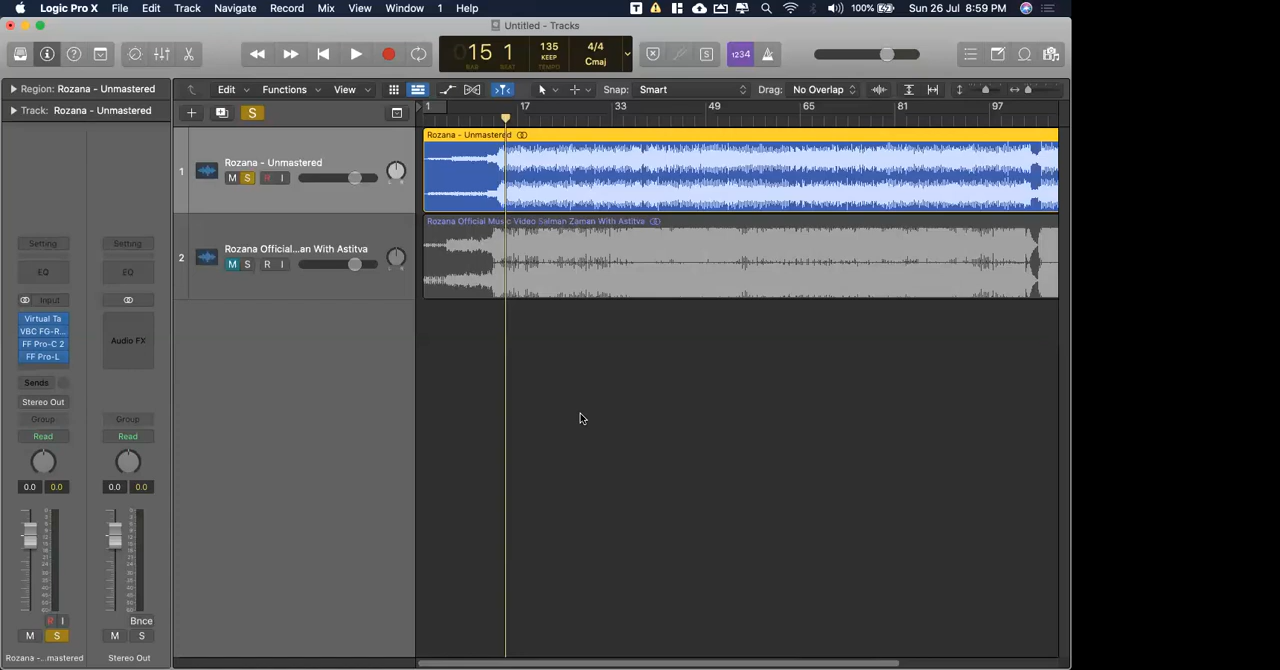 Logic Pro X File Edit Track Navigate Record Mix View Window 1 Help 100% Sun 26 Jul 8:59 PM
Untitled - Tracks
15 1 135 4/4
KEEP Cmaj
BAR BEAT TEMPO
1234
Region: Rozana - Unmastered
Edit Functions View Snap: Smart Drag: No Overlap
Track: Rozana - Unmastered
S
1 17 33 49 65 81 97
Rozana - Unmastered
1 Rozana - Unmastered
M S R I L R
Rozana Official Music Video Salman Zaman With Astitva
2 Rozana Official...an With Astitva
M S R I L R
Setting Setting
EQ EQ
Input
Virtual Ta
VBC FG-R...
FF Pro-C 2 Audio FX
FF Pro-L
Sends
Stereo Out
Group Group
Read Read
0.0 0.0 0.0 0.0
R I Bnce
M S M S
Rozana -...mastered Stereo Out